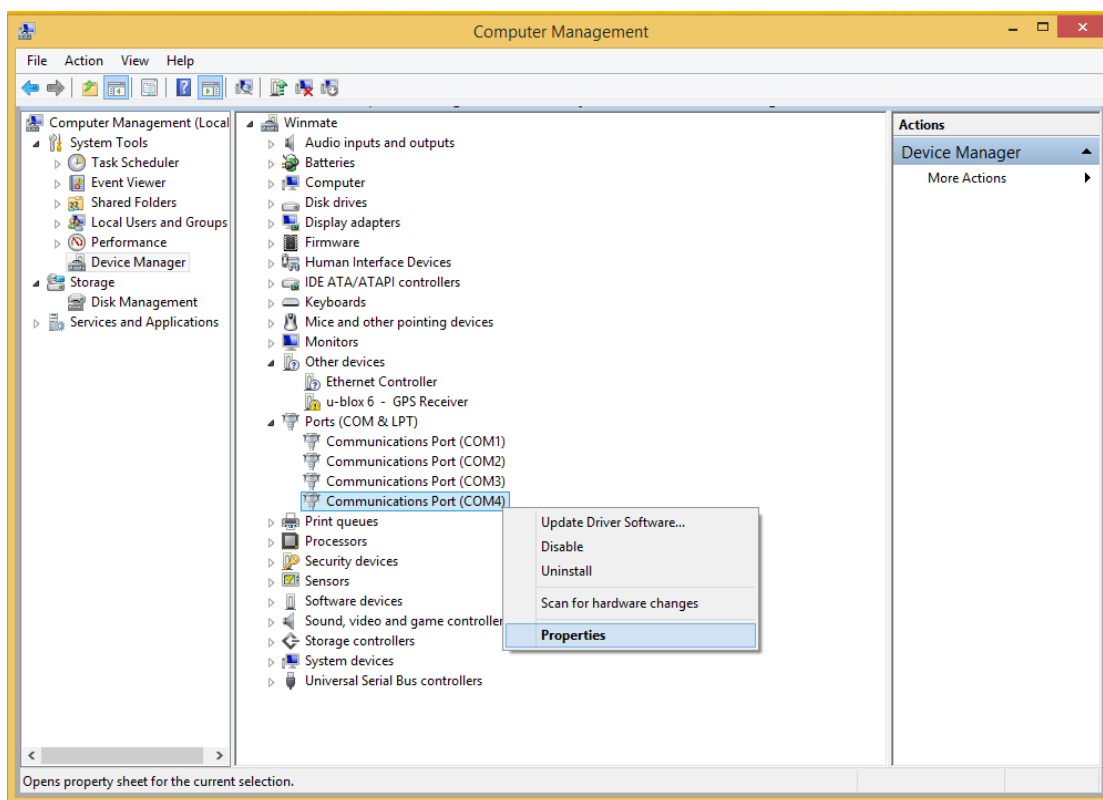 Computer Management
File Action View Help
Computer Management (Local
System Tools
Task Scheduler
Event Viewer
Shared Folders
Local Users and Groups
Performance
Device Manager
Storage
Disk Management
Services and Applications
Winmate
Audio inputs and outputs
Batteries
Computer
Disk drives
Display adapters
Firmware
Human Interface Devices
IDE ATA/ATAPI controllers
Keyboards
Mice and other pointing devices
Monitors
Other devices
Ethernet Controller
u-blox 6 - GPS Receiver
Ports (COM & LPT)
Communications Port (COM1)
Communications Port (COM2)
Communications Port (COM3)
Communications Port (COM4)
Print queues
Processors
Security devices
Sensors
Software devices
Sound, video and game controller
Storage controllers
System devices
Universal Serial Bus controllers
Update Driver Software...
Disable
Uninstall
Scan for hardware changes
Properties
Actions
Device Manager
More Actions
Opens property sheet for the current selection.